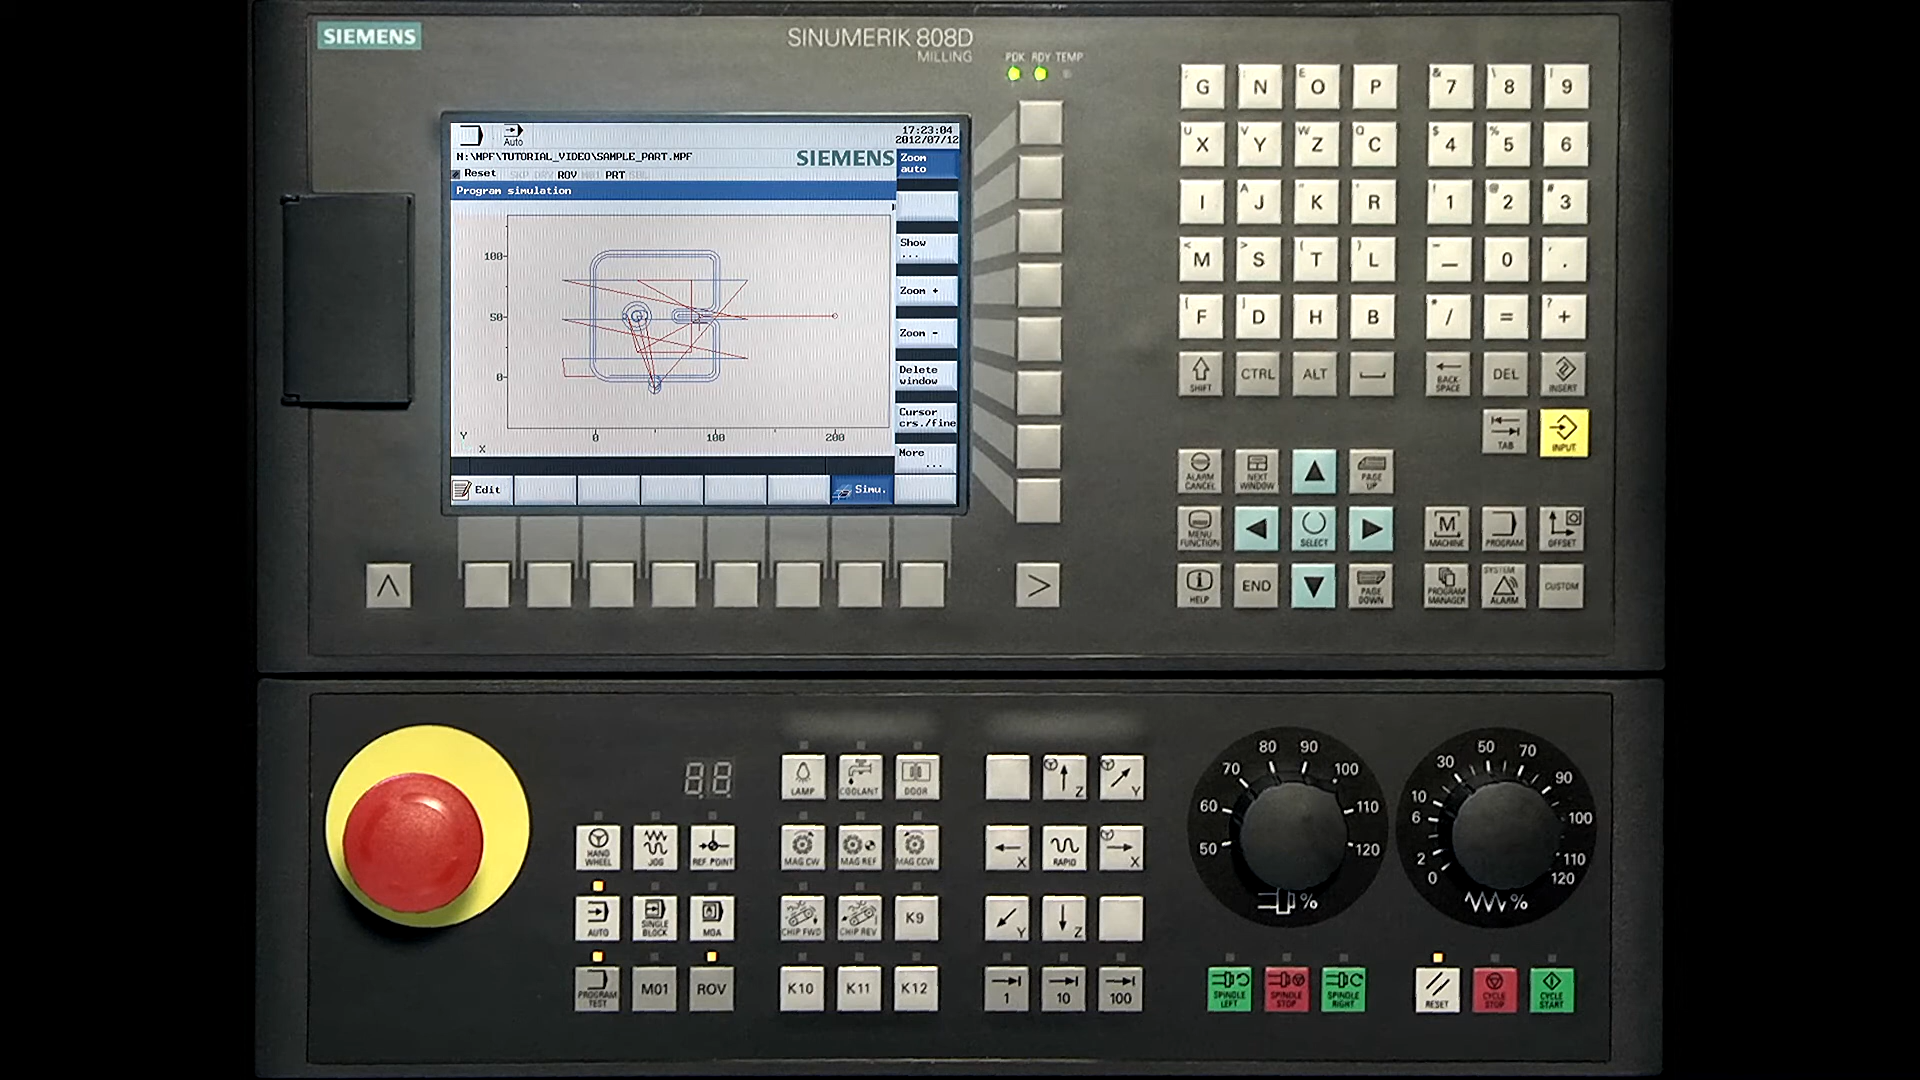 SIEMENS
SINUMERIK 808D
MILLING
POK RDY TEMP
Auto
17:23:04
2012/07/12
N:\MPF\TUTORIAL_VIDEO\SAMPLE_PART.MPF
SIEMENS
Reset
SKP DRY ROV M01 PRT SBL
Program simulation
Zoom auto
Show ...
Zoom +
Zoom -
Delete window
Cursor crs./fine
More ...
100
50
0
Y
X
0 100 200
Edit
Simu.
G N E O P & 7 \ 8 | 9
U X V Y W Z Q C $ 4 % 5 6
I A J " K ' R ! 1 @ 2 # 3
< M > S ( T ) L _ 0 , .
{ F ] D H B * / = ? +
SHIFT CTRL ALT BACKSPACE DEL INSERT
TAB INPUT
ALARM CANCEL NEXT WINDOW PAGE UP
MENU FUNCTION SELECT MACHINE PROGRAM OFFSET
HELP END PAGE DOWN PROGRAM MANAGER SYSTEM ALARM CUSTOM
8.8.
LAMP COOLANT DOOR Z Y
HAND WHEEL JOG REF. POINT MAG CW MAG REF MAG CCW X RAPID X
AUTO SINGLE BLOCK MDA CHIP FWD CHIP REV K9 Y Z
PROGRAM TEST M01 ROV K10 K11 K12 1 10 100
50 60 70 80 90 100 110 120
%
0 2 6 10 30 50 70 90 100 110 120
%
SPINDLE LEFT SPINDLE STOP SPINDLE RIGHT RESET CYCLE STOP CYCLE START